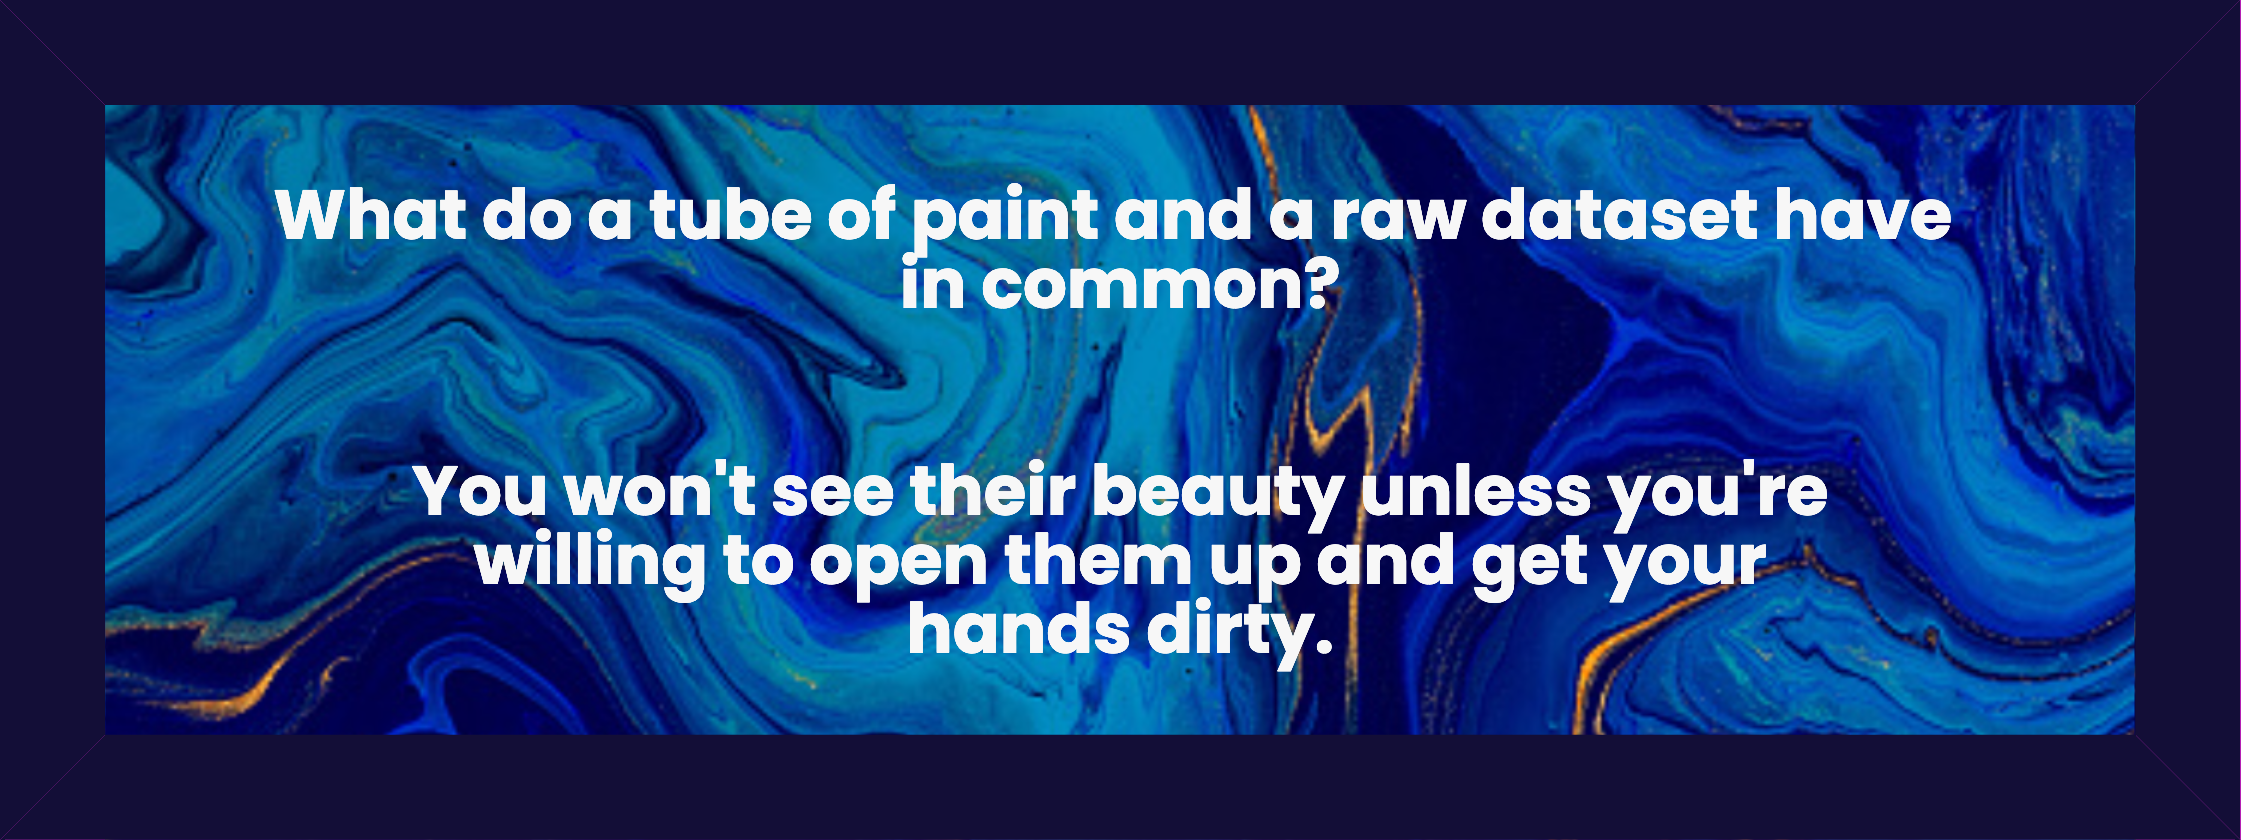 What do a tube of paint and a raw dataset have
in common?
You won't see their beauty unless you're
willing to open them up and get your
hands dirty.